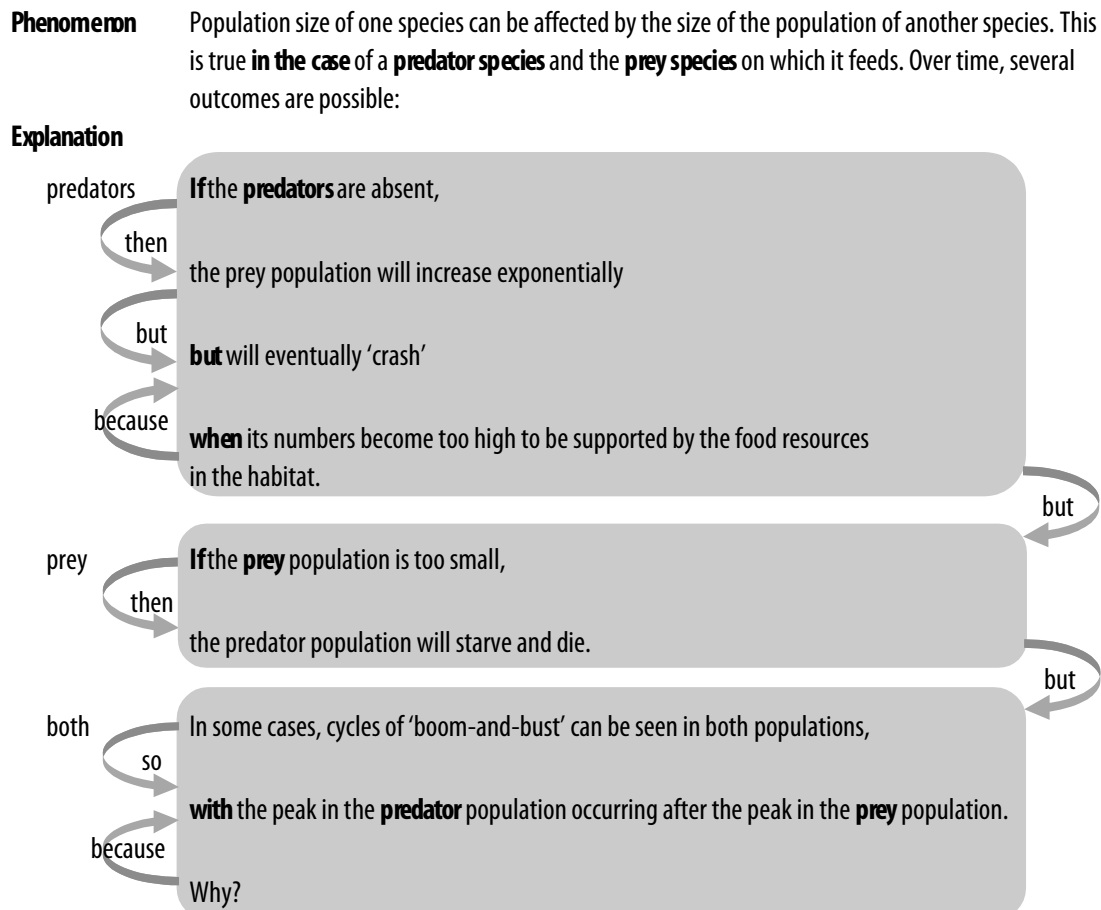 Phenomenon Population size of one species can be affected by the size of the population of another species. This
is true in the case of a predator species and the prey species on which it feeds. Over time, several
outcomes are possible:
Explanation
predators If the predators are absent,
then
the prey population will increase exponentially
but
but will eventually ‘crash’
because
when its numbers become too high to be supported by the food resources
in the habitat.
but
prey If the prey population is too small,
then
the predator population will starve and die.
but
both In some cases, cycles of ‘boom-and-bust’ can be seen in both populations,
so
with the peak in the predator population occurring after the peak in the prey population.
because
Why?